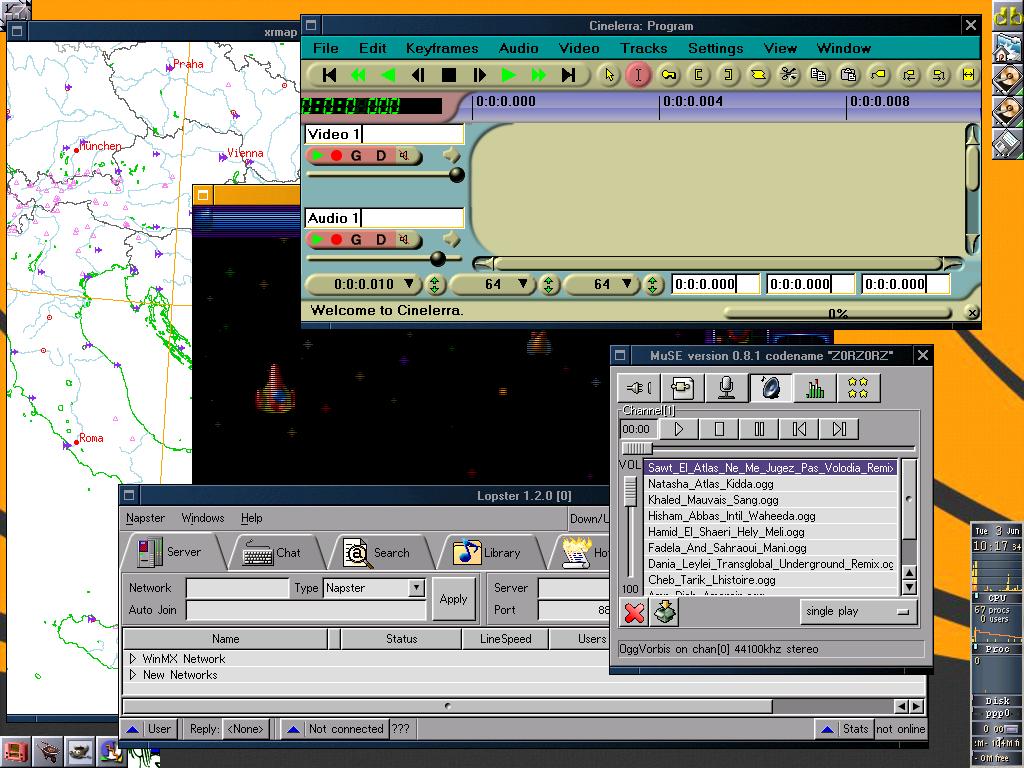 xrmap
Praha
München
Vienna
Roma
Cinelerra: Program
File Edit Keyframes Audio Video Tracks Settings View Window
0:0:0.000 0:0:0.004 0:0:0.008
Video 1
G D
Audio 1
G D
0:0:0.010 64 64 0:0:0.000 0:0:0.000 0:0:0.000
Welcome to Cinelerra.
0%
MuSE version 0.8.1 codename "Z0RZ0RZ"
Channel[1]
00:00
VOL
100
Sawt_El_Atlas_Ne_Me_Jugez_Pas_Volodia_Remix
Natasha_Atlas_Kidda.ogg
Khaled_Mauvais_Sang.ogg
Hisham_Abbas_Intil_Waheeda.ogg
Hamid_El_Shaeri_Hely_Meli.ogg
Fadela_And_Sahraoui_Mani.ogg
Dania_Leylei_Transglobal_Underground_Remix.og
Cheb_Tarik_Lhistoire.ogg
single play
OggVorbis on chan[0] 44100khz stereo
Lopster 1.2.0 [0]
Napster Windows Help
Down/U
Server Chat Search Library Ho
Network Type Napster Apply Server
Auto Join Port 88
Name Status LineSpeed Users
WinMX Network
New Networks
User Reply: <None> Not connected ??? Stats not online
Tue 3 Jun
10:17 34
CPU
67 procs
0 users
Proc
0
Disk
ppp0